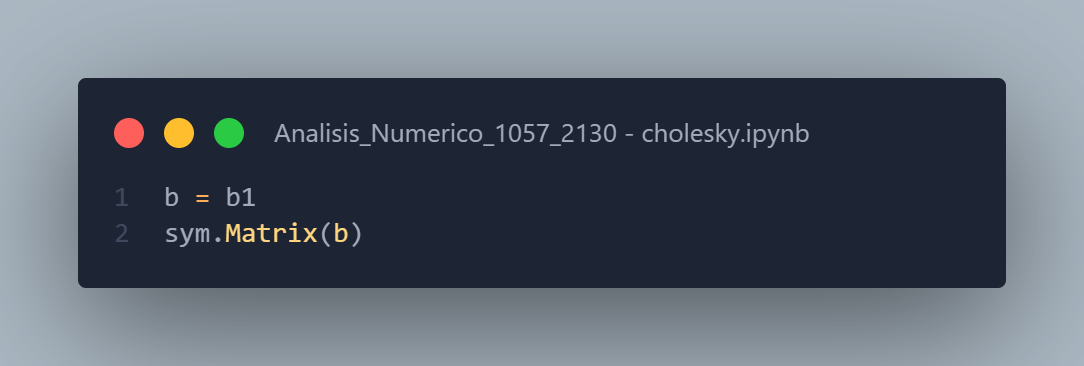 Analisis_Numerico_1057_2130 - cholesky.ipynb
1 b = b1
2 sym.Matrix(b)